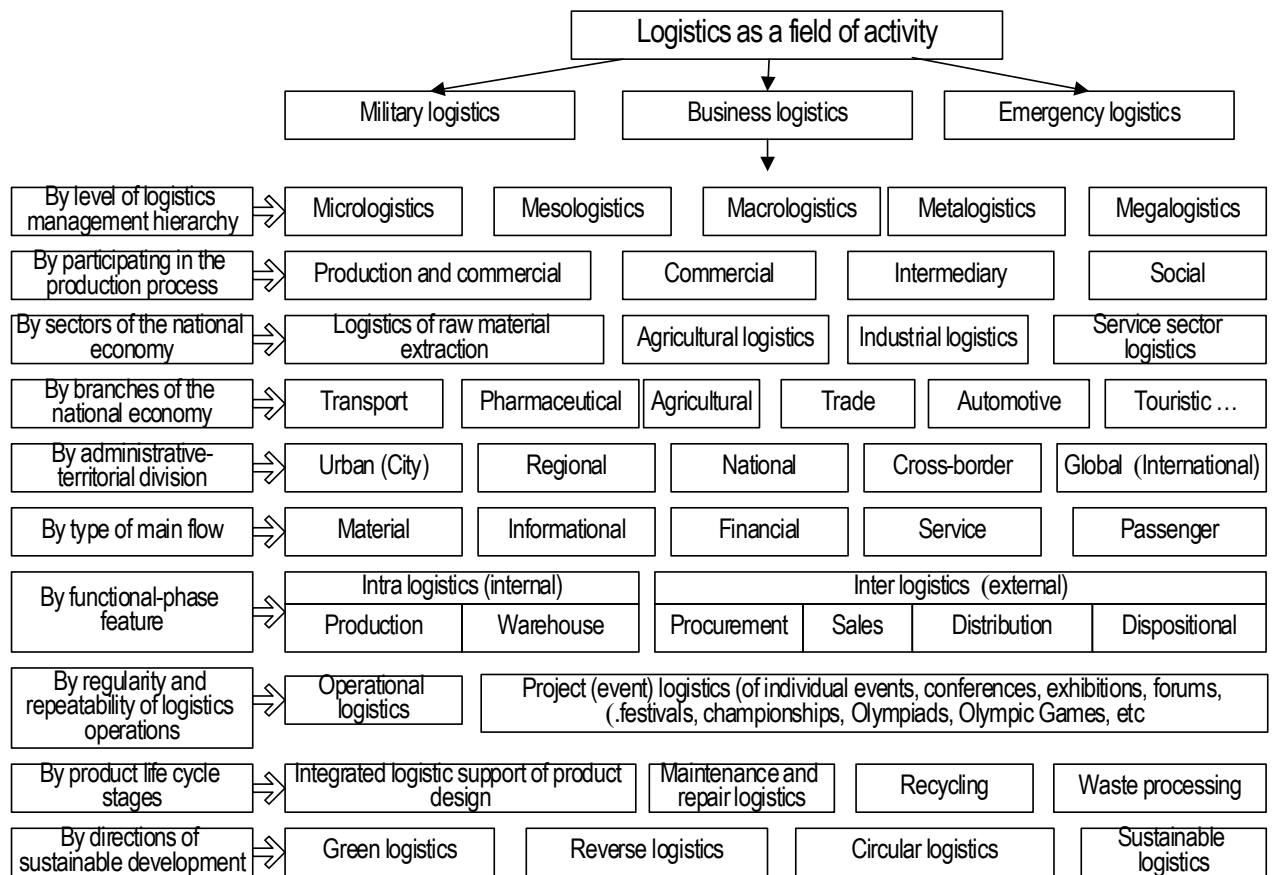 Logistics as a field of activity
Military logistics
Business logistics
Emergency logistics
By level of logistics
management hierarchy
Micrologistics
Mesologistics
Macrologistics
Metalogistics
Megalogistics
By participating in the
production process
Production and commercial
Commercial
Intermediary
Social
By sectors of the national
economy
Logistics of raw material
extraction
Agricultural logistics
Industrial logistics
Service sector
logistics
By branches of the
national economy
Transport
Pharmaceutical
Agricultural
Trade
Automotive
Touristic …
By administrative-
territorial division
Urban (City)
Regional
National
Cross-border
Global (International)
By type of main flow
Material
Informational
Financial
Service
Passenger
By functional-phase
feature
Intra logistics (internal)
Inter logistics (external)
Production
Warehouse
Procurement
Sales
Distribution
Dispositional
By regularity and
repeatability of logistics
operations
Operational
logistics
Project (event) logistics (of individual events, conferences, exhibitions, forums,
(.festivals, championships, Olympiads, Olympic Games, etc
By product life cycle
stages
Integrated logistic support of product
design
Maintenance and
repair logistics
Recycling
Waste processing
By directions of
sustainable development
Green logistics
Reverse logistics
Circular logistics
Sustainable
logistics